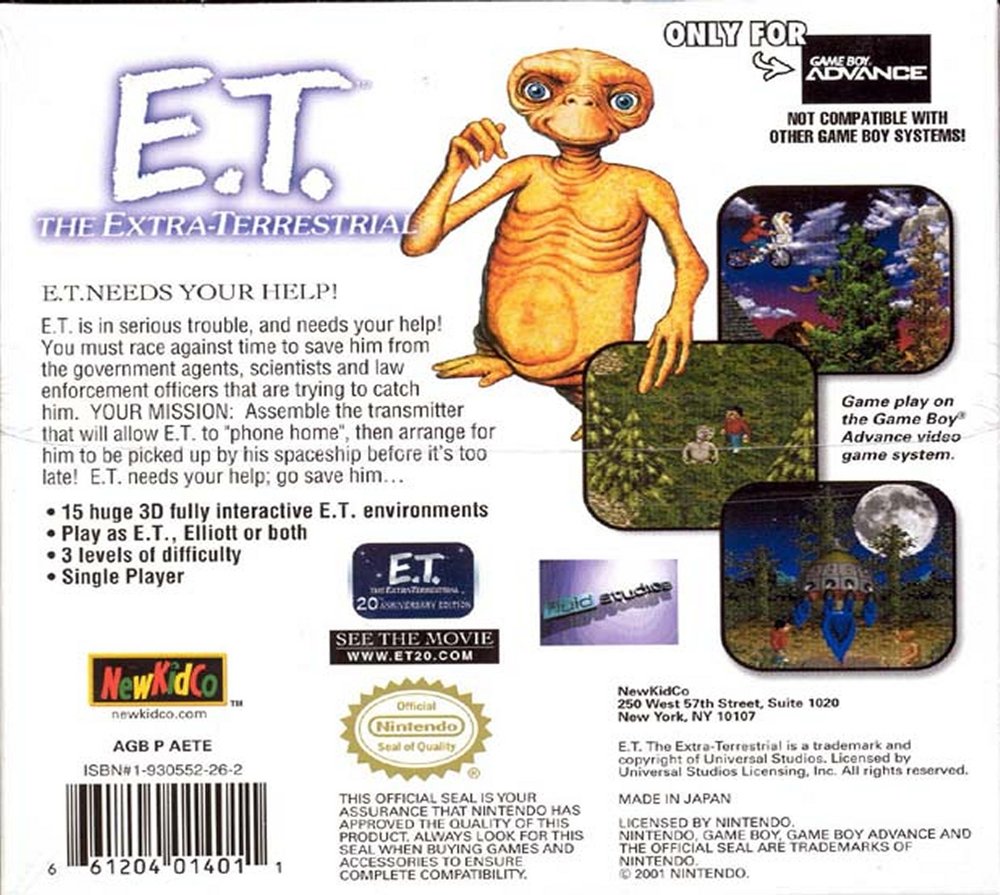 ONLY FOR
GAME BOY
ADVANCE
NOT COMPATIBLE WITH
OTHER GAME BOY SYSTEMS!
E.T.™
THE EXTRA-TERRESTRIAL
E.T.NEEDS YOUR HELP!
E.T. is in serious trouble, and needs your help!
You must race against time to save him from
the government agents, scientists and law
enforcement officers that are trying to catch
him. YOUR MISSION: Assemble the transmitter
that will allow E.T. to "phone home", then arrange for
him to be picked up by his spaceship before it's too
late! E.T. needs your help; go save him...
• 15 huge 3D fully interactive E.T. environments
• Play as E.T., Elliott or both
• 3 levels of difficulty
• Single Player
Game play on
the Game Boy®
Advance video
game system.
E.T.
THE EXTRA-TERRESTRIAL
20TH ANNIVERSARY EDITION
SEE THE MOVIE
WWW.ET20.COM
Fluid Studios
NewKidCo™
newkidco.com
AGB P AETE
ISBN#1-930552-26-2
6 61204 01401 1
Official
Nintendo
Seal of Quality
®
THIS OFFICIAL SEAL IS YOUR
ASSURANCE THAT NINTENDO HAS
APPROVED THE QUALITY OF THIS
PRODUCT. ALWAYS LOOK FOR THIS
SEAL WHEN BUYING GAMES AND
ACCESSORIES TO ENSURE
COMPLETE COMPATIBILITY.
NewKidCo
250 West 57th Street, Suite 1020
New York, NY 10107
E.T. The Extra-Terrestrial is a trademark and
copyright of Universal Studios. Licensed by
Universal Studios Licensing, Inc. All rights reserved.
MADE IN JAPAN
LICENSED BY NINTENDO.
NINTENDO, GAME BOY, GAME BOY ADVANCE AND
THE OFFICIAL SEAL ARE TRADEMARKS OF
NINTENDO.
© 2001 NINTENDO.